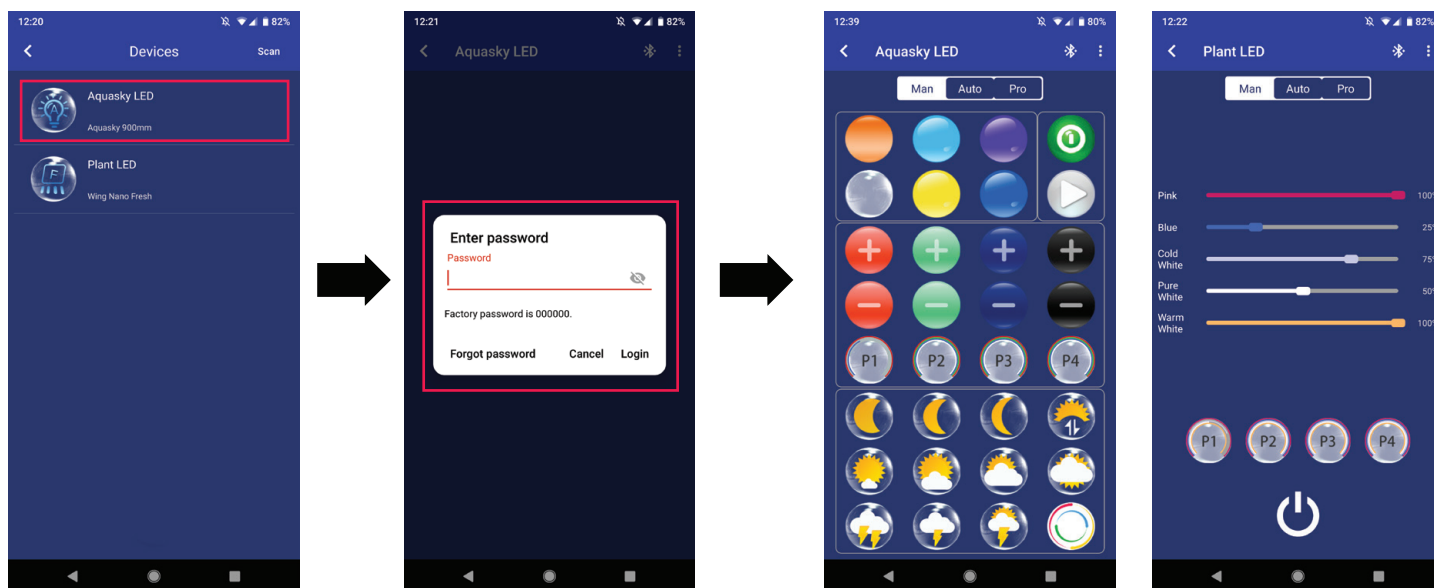 12:20
82%
Devices
Scan
Aquasky LED
Aquasky 900mm
Plant LED
Wing Nano Fresh
12:21
82%
Aquasky LED
Enter password
Password
Factory password is 000000.
Forgot password
Cancel
Login
12:39
80%
Aquasky LED
Man
Auto
Pro
P1
P2
P3
P4
12:22
82%
Plant LED
Man
Auto
Pro
Pink
100%
Blue
25%
Cold
White
75%
Pure
White
50%
Warm
White
100%
P1
P2
P3
P4